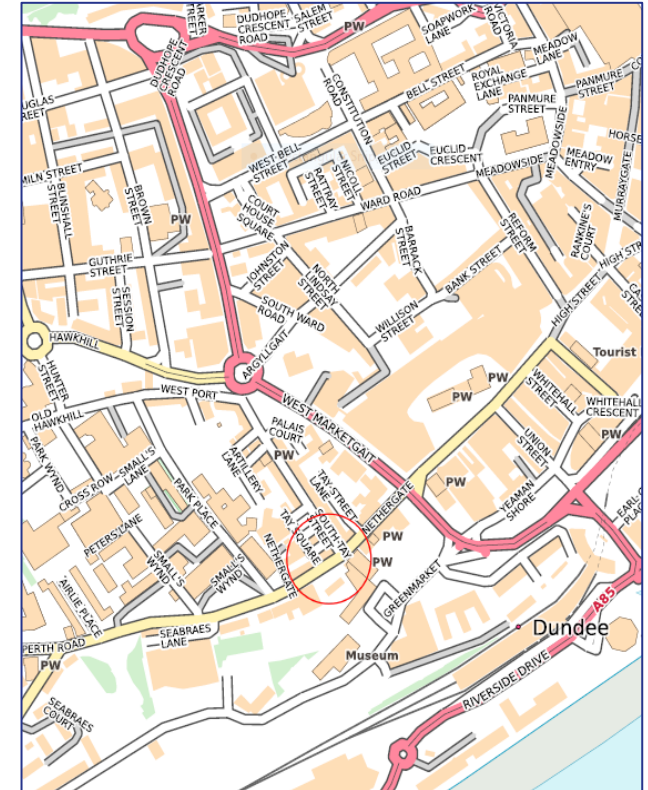 DUDHOPE
CRESCENT
ROAD
SALEM
STREET
PW
SOAPWORK
LANE
VICTORIA
ROAD
DUDHOPE
CRESCENT
ROAD
CONSTITUTION
ROAD
BELL STREET
ROYAL
EXCHANGE
LANE
MEADOW
LANE
PANMURE
STREET
PANMURE
STREET
WEST BELL
STREET
EUCLID
STREET
EUCLID
CRESCENT
MEADOWSIDE
MEADOWSIDE
MEADOW
ENTRY
MURRAYGATE
MILN STREET
BLINSHALL
STREET
BROWN
STREET
PW
RATTRAY
STREET
NICOLL
STREET
WARD ROAD
COURT
HOUSE
SQUARE
BARRACK
STREET
REFORM
STREET
RANKINE'S
COURT
GUTHRIE
STREET
SESSION
STREET
JOHNSTON
STREET
NORTH
LINDSAY
STREET
BANK STREET
HIGH STREET
SOUTH WARD
ROAD
WILLISON
STREET
HAWKHILL
ARGYLLGAIT
Tourist
HUNTER
STREET
WEST PORT
WEST MARKETGAIT
PW
PW
WHITEHALL
STREET
WHITEHALL
CRESCENT
PW
OLD
HAWKHILL
PARK WYND
PALAIS
COURT
PW
UNION
STREET
ARTILLERY
LANE
CROSS ROW
SMALL'S
LANE
PARK PLACE
TAY STREET
LANE
NETHERGATE
PW
YEAMAN
SHORE
PETERS LANE
SOUTH TAY
STREET
TAY SQUARE
NETHERGATE
PW
PW
SMALL'S
WYND
SMALL'S
WYND
AIRLIE PLACE
GREENMARKET
A85
PERTH ROAD
PW
SEABRAES
LANE
Museum
Dundee
RIVERSIDE DRIVE
SEABRAES
COURT